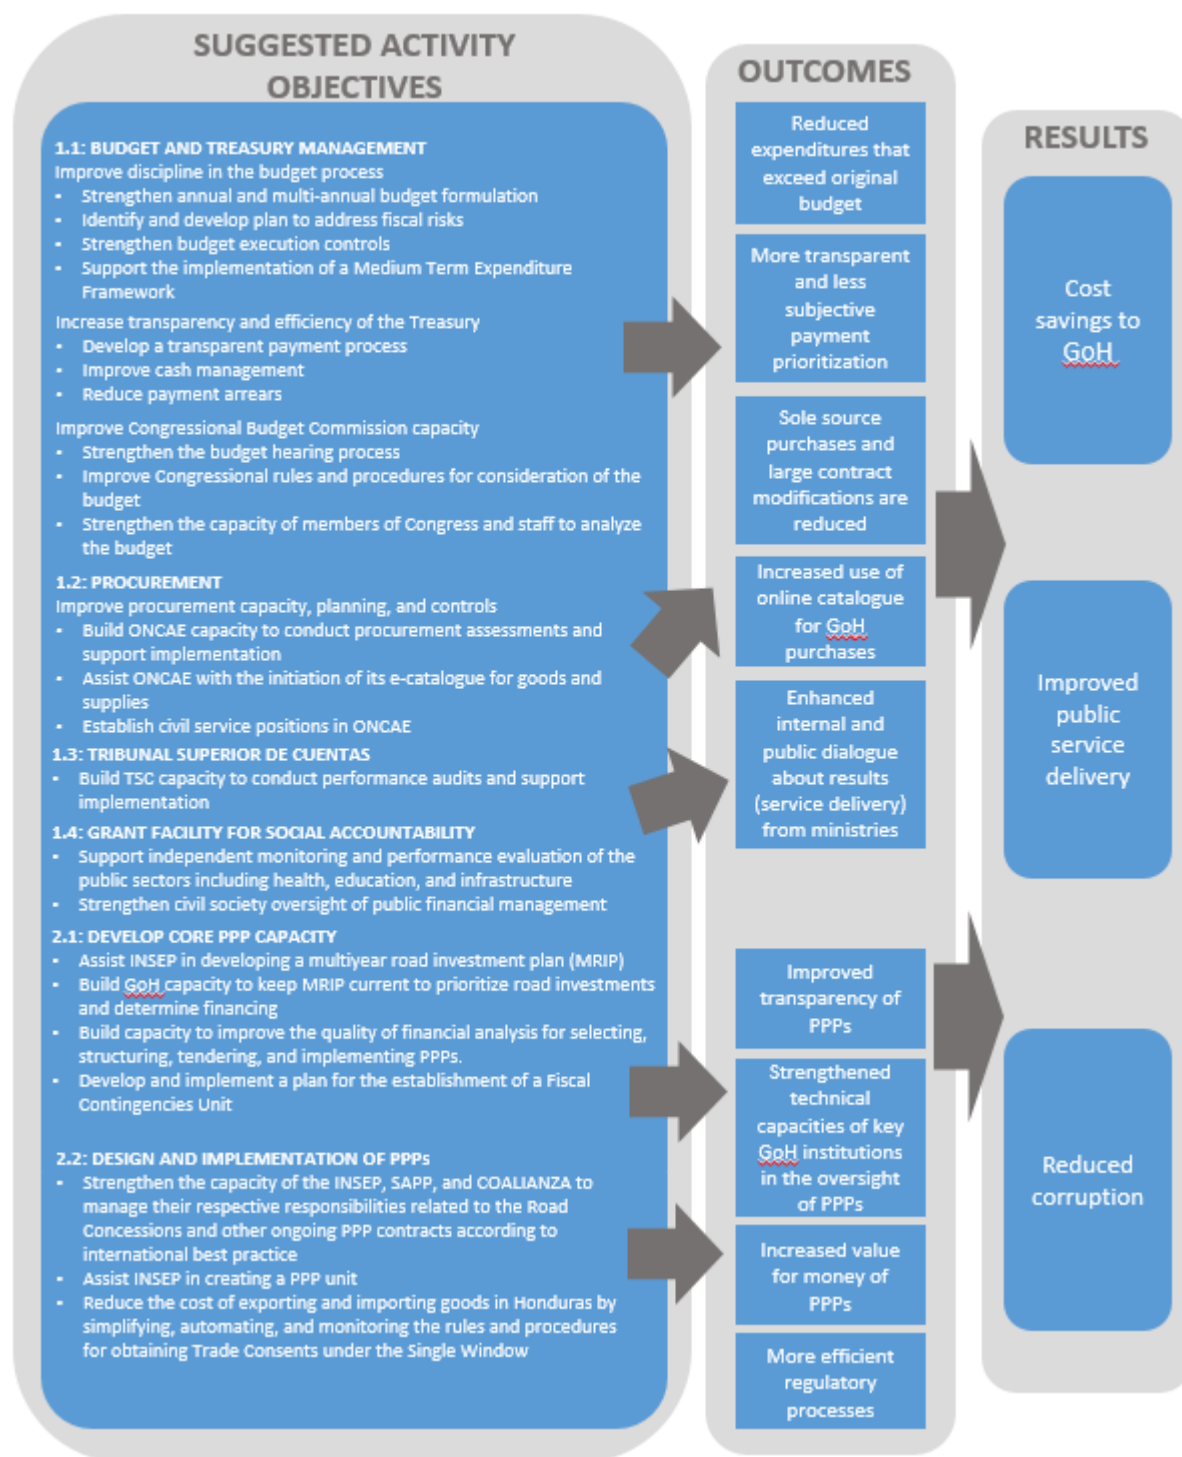 SUGGESTED ACTIVITY
OBJECTIVES
1.1: BUDGET AND TREASURY MANAGEMENT
Improve discipline in the budget process
▪ Strengthen annual and multi-annual budget formulation
▪ Identify and develop plan to address fiscal risks
▪ Strengthen budget execution controls
▪ Support the implementation of a Medium Term Expenditure
Framework
Increase transparency and efficiency of the Treasury
▪ Develop a transparent payment process
▪ Improve cash management
▪ Reduce payment arrears
Improve Congressional Budget Commission capacity
▪ Strengthen the budget hearing process
▪ Improve Congressional rules and procedures for consideration of the
budget
▪ Strengthen the capacity of members of Congress and staff to analyze
the budget
1.2: PROCUREMENT
Improve procurement capacity, planning, and controls
▪ Build ONCAE capacity to conduct procurement assessments and
support implementation
▪ Assist ONCAE with the initiation of its e-catalogue for goods and
supplies
▪ Establish civil service positions in ONCAE
1.3: TRIBUNAL SUPERIOR DE CUENTAS
▪ Build TSC capacity to conduct performance audits and support
implementation
1.4: GRANT FACILITY FOR SOCIAL ACCOUNTABILITY
▪ Support independent monitoring and performance evaluation of the
public sectors including health, education, and infrastructure
▪ Strengthen civil society oversight of public financial management
2.1: DEVELOP CORE PPP CAPACITY
▪ Assist INSEP in developing a multiyear road investment plan (MRIP)
▪ Build GoH capacity to keep MRIP current to prioritize road investments
and determine financing
▪ Build capacity to improve the quality of financial analysis for selecting,
structuring, tendering, and implementing PPPs.
▪ Develop and implement a plan for the establishment of a Fiscal
Contingencies Unit
2.2: DESIGN AND IMPLEMENTATION OF PPPs
▪ Strengthen the capacity of the INSEP, SAPP, and COALIANZA to
manage their respective responsibilities related to the Road
Concessions and other ongoing PPP contracts according to
international best practice
▪ Assist INSEP in creating a PPP unit
▪ Reduce the cost of exporting and importing goods in Honduras by
simplifying, automating, and monitoring the rules and procedures
for obtaining Trade Consents under the Single Window
OUTCOMES
Reduced
expenditures that
exceed original
budget
More transparent
and less
subjective
payment
prioritization
Sole source
purchases and
large contract
modifications are
reduced
Increased use of
online catalogue
for GoH
purchases
Enhanced
internal and
public dialogue
about results
(service delivery)
from ministries
Improved
transparency of
PPPs
Strengthened
technical
capacities of key
GoH institutions
in the oversight
of PPPs
Increased value
for money of
PPPs
More efficient
regulatory
processes
RESULTS
Cost
savings to
GoH
Improved
public
service
delivery
Reduced
corruption